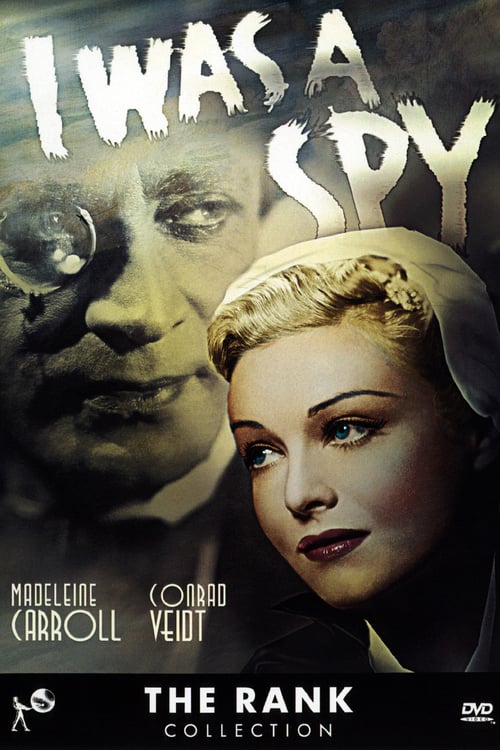 I WAS A
SPY
MADELEINE
CARROLL
CONRAD
VEIDT
THE RANK
COLLECTION
DVD
VIDEO